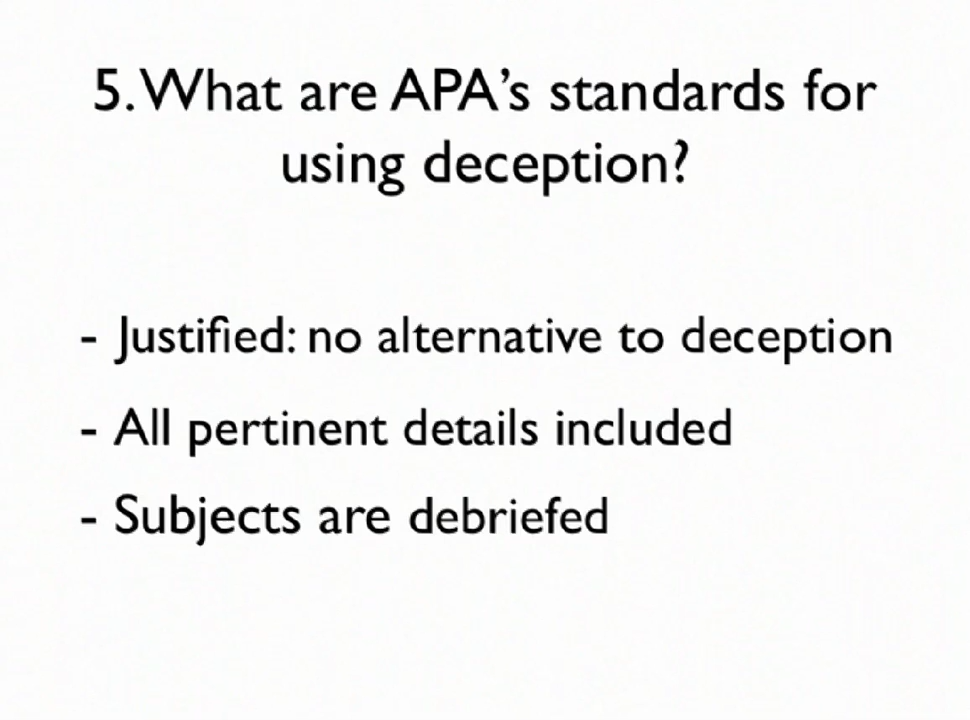 5. What are APA’s standards for
using deception?
- Justified: no alternative to deception
- All pertinent details included
- Subjects are debriefed